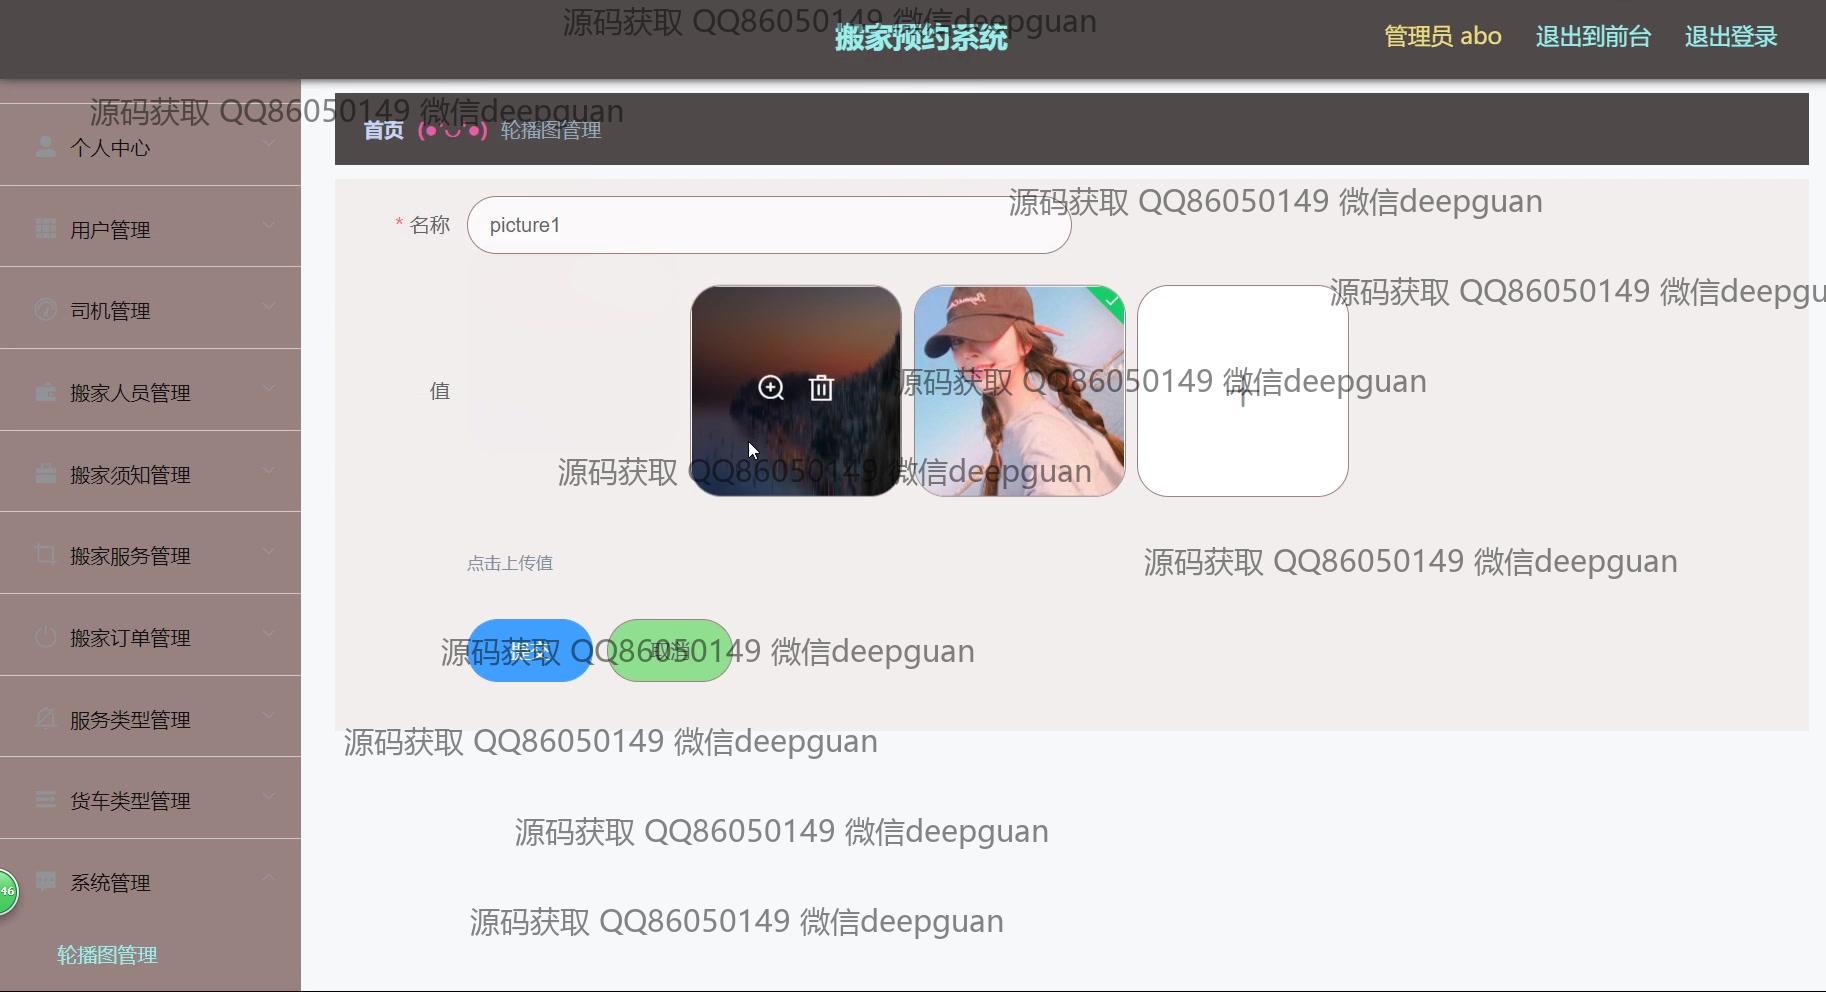 源码获取 QQ86050149 微信deepguan
搬家预约系统
管理员 abo
退出到前台
退出登录
源码获取 QQ86050149 微信deepguan
首页 (●'◡'●) 轮播图管理
个人中心
用户管理
司机管理
搬家人员管理
搬家须知管理
搬家服务管理
搬家订单管理
服务类型管理
货车类型管理
系统管理
46
轮播图管理
源码获取 QQ86050149 微信deepguan
* 名称
picture1
源码获取 QQ86050149 微信deepgu
值
源码获取 QQ86050149 微信deepguan
源码获取 QQ86050149 微信deepguan
点击上传值
源码获取 QQ86050149 微信deepguan
提交
取消
源码获取 QQ86050149 微信deepguan
源码获取 QQ86050149 微信deepguan
源码获取 QQ86050149 微信deepguan
源码获取 QQ86050149 微信deepguan